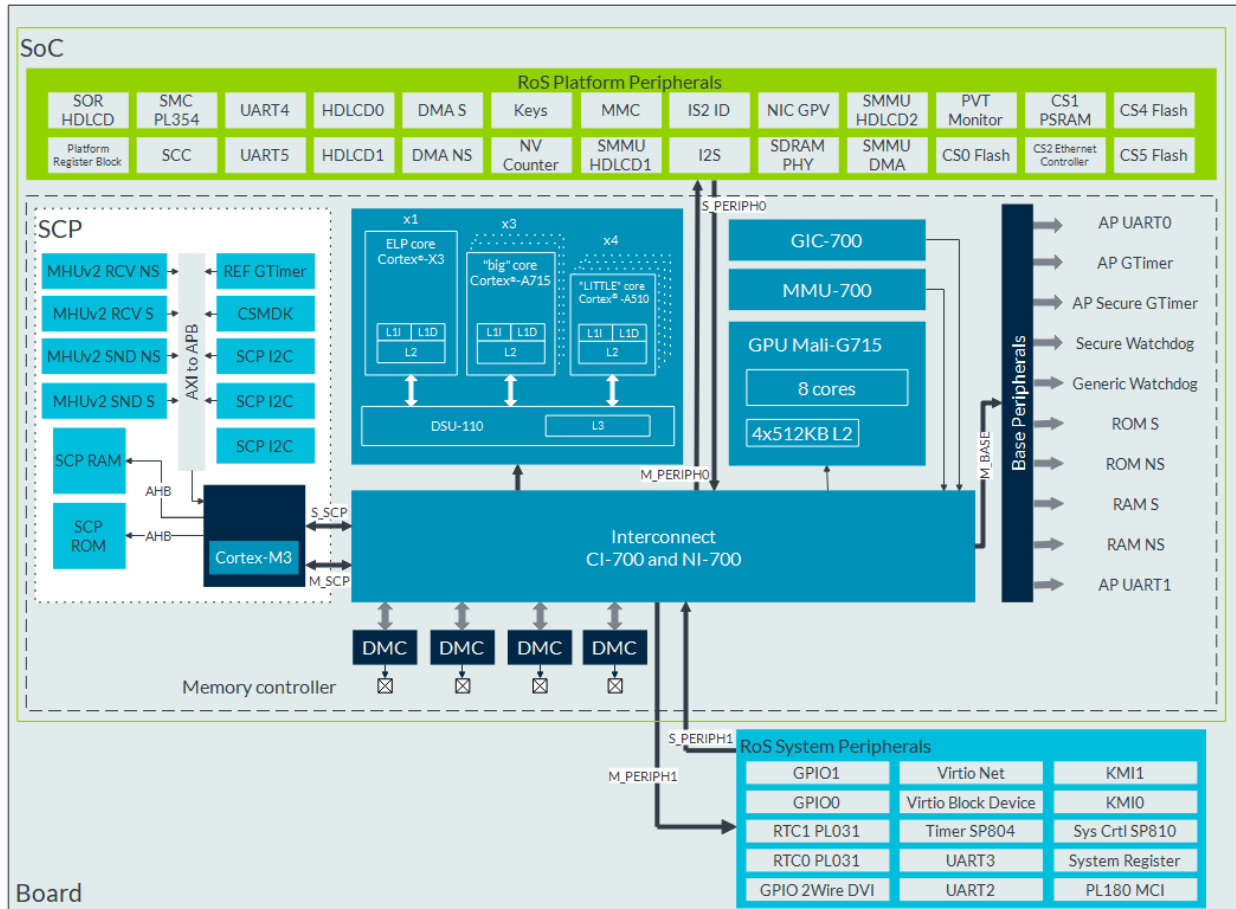 SoC
RoS Platform Peripherals
SOR
HDLCD
SMC
PL354
UART4
HDLCD0
DMA S
Keys
MMC
IS2 ID
NIC GPV
SMMU
HDLCD2
PVT
Monitor
CS1
PSRAM
CS4 Flash
Platform
Register Block
SCC
UART5
HDLCD1
DMA NS
NV
Counter
SMMU
HDLCD1
I2S
SDRAM
PHY
SMMU
DMA
CS0 Flash
CS2 Ethernet
Controller
CS5 Flash
SCP
MHUv2 RCV NS
MHUv2 RCV S
MHUv2 SND NS
MHUv2 SND S
AXI to APB
REF GTimer
CSMDK
SCP I2C
SCP I2C
SCP I2C
SCP RAM
SCP
ROM
AHB
AHB
Cortex-M3
S_SCP
M_SCP
x1
ELP core
Cortex®-X3
L1I
L1D
L2
x3
"big" core
Cortex®-A715
L1I
L1D
L2
x4
"LITTLE" core
Cortex®-A510
L1I
L1D
L2
DSU-110
L3
S_PERIPH0
M_PERIPH0
GIC-700
MMU-700
GPU Mali-G715
8 cores
4x512KB L2
M_BASE
Base Peripherals
AP UART0
AP GTimer
AP Secure GTimer
Secure Watchdog
Generic Watchdog
ROM S
ROM NS
RAM S
RAM NS
AP UART1
Interconnect
CI-700 and NI-700
DMC
DMC
DMC
DMC
Memory controller
S_PERIPH1
M_PERIPH1
RoS System Peripherals
GPIO1
Virtio Net
KMI1
GPIO0
Virtio Block Device
KMI0
RTC1 PL031
Timer SP804
Sys Crtl SP810
RTC0 PL031
UART3
System Register
GPIO 2Wire DVI
UART2
PL180 MCI
Board